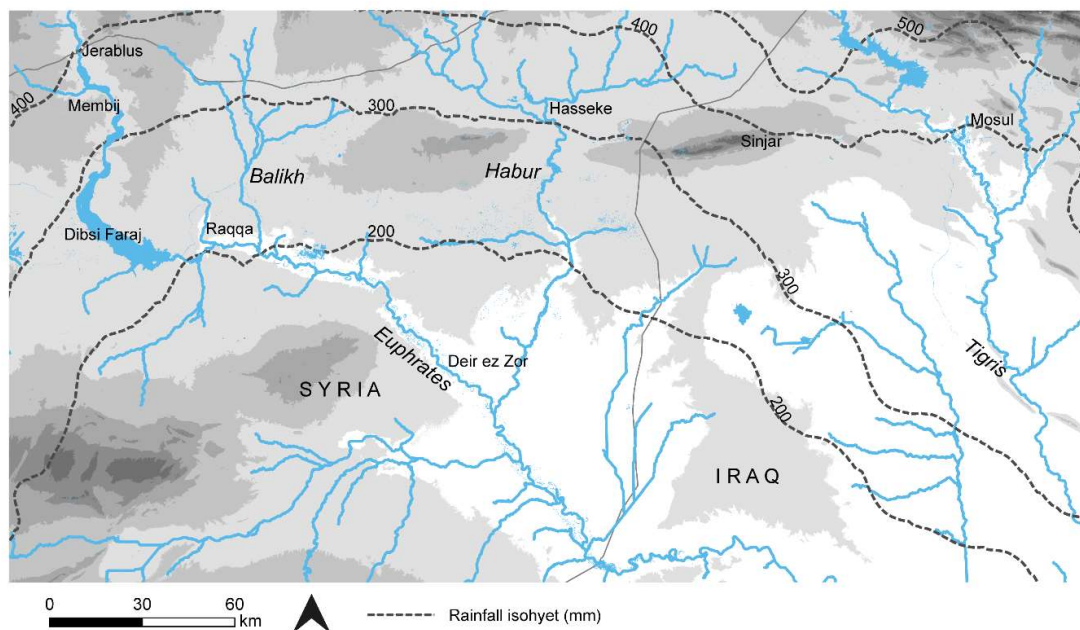 400
500
Jerablus
400
Membij
300
Hasseke
Mosul
Sinjar
Balikh
Habur
Raqqa
200
Dibsi Faraj
300
Euphrates
Deir ez Zor
Tigris
SYRIA
200
IRAQ
0 30 60
km
Rainfall isohyet (mm)